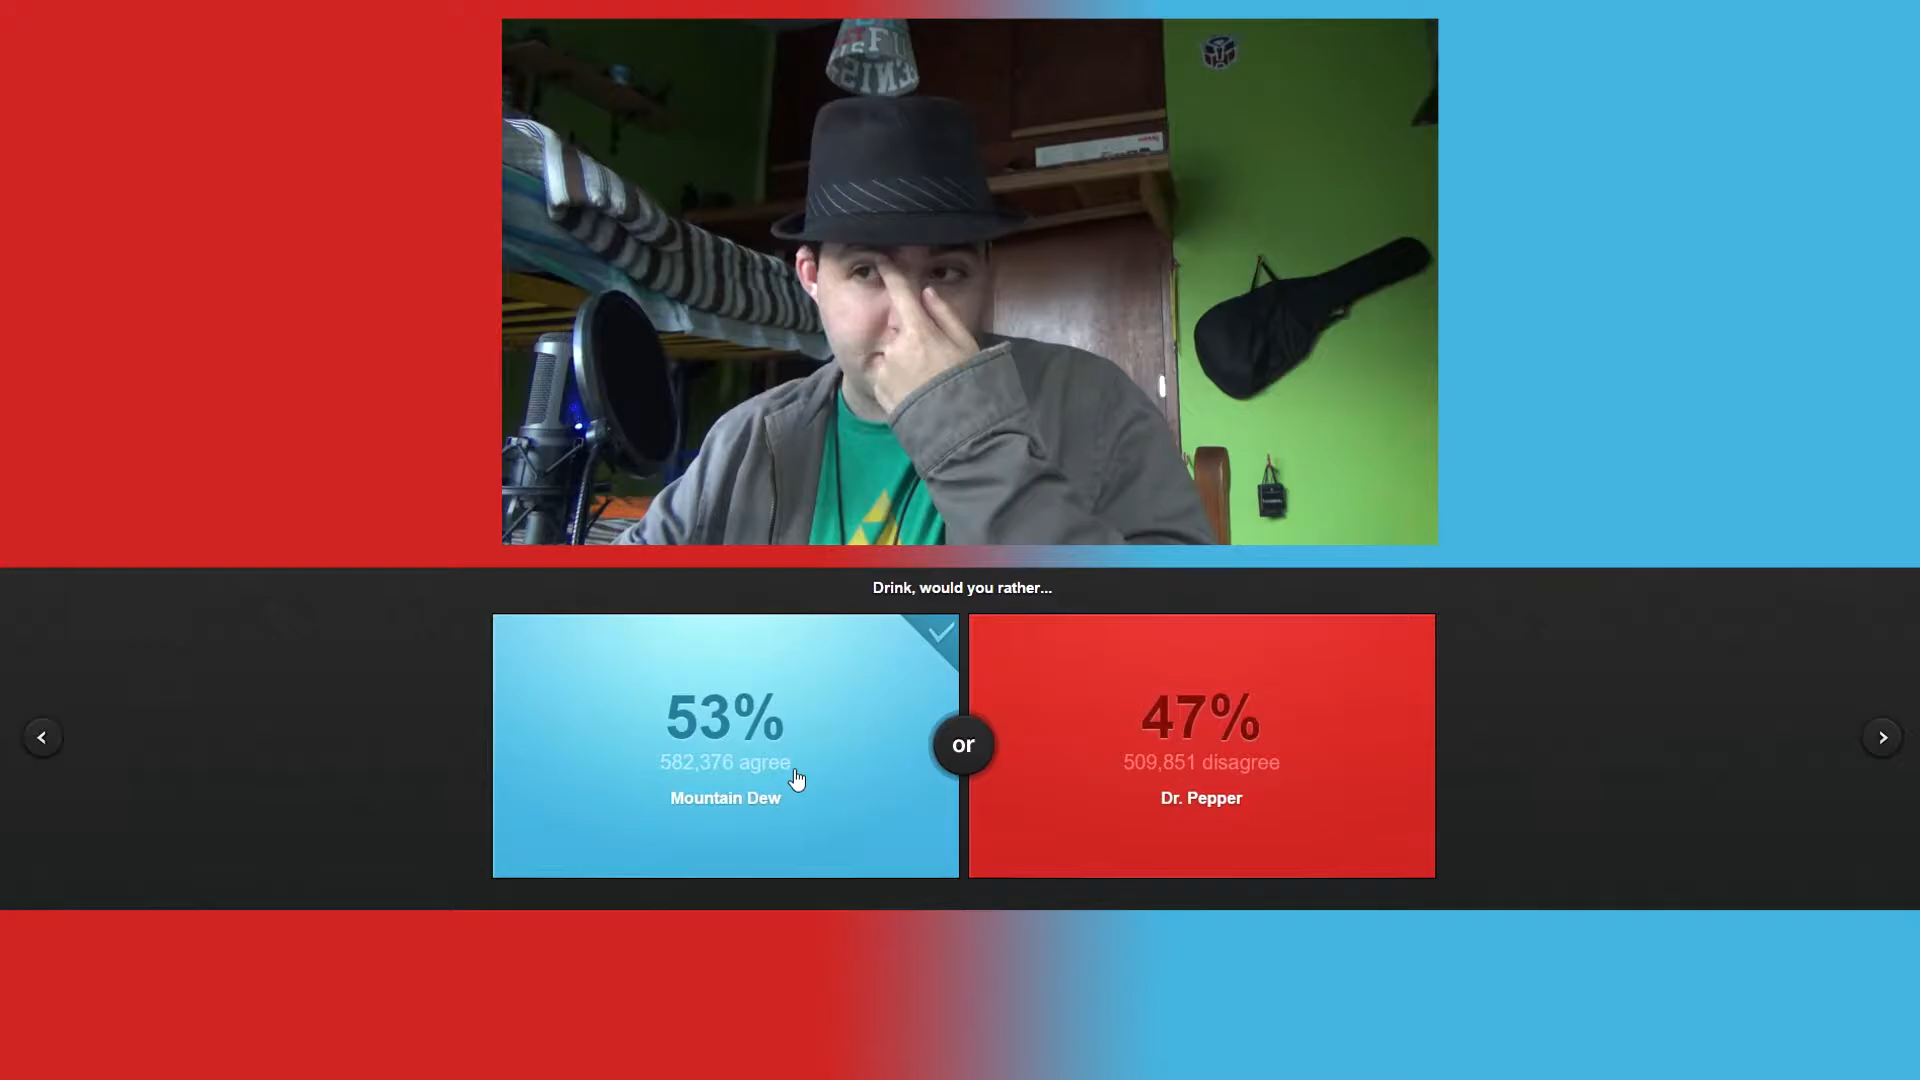 Drink, would you rather...
53%
582,376 agree
Mountain Dew
or
47%
509,851 disagree
Dr. Pepper